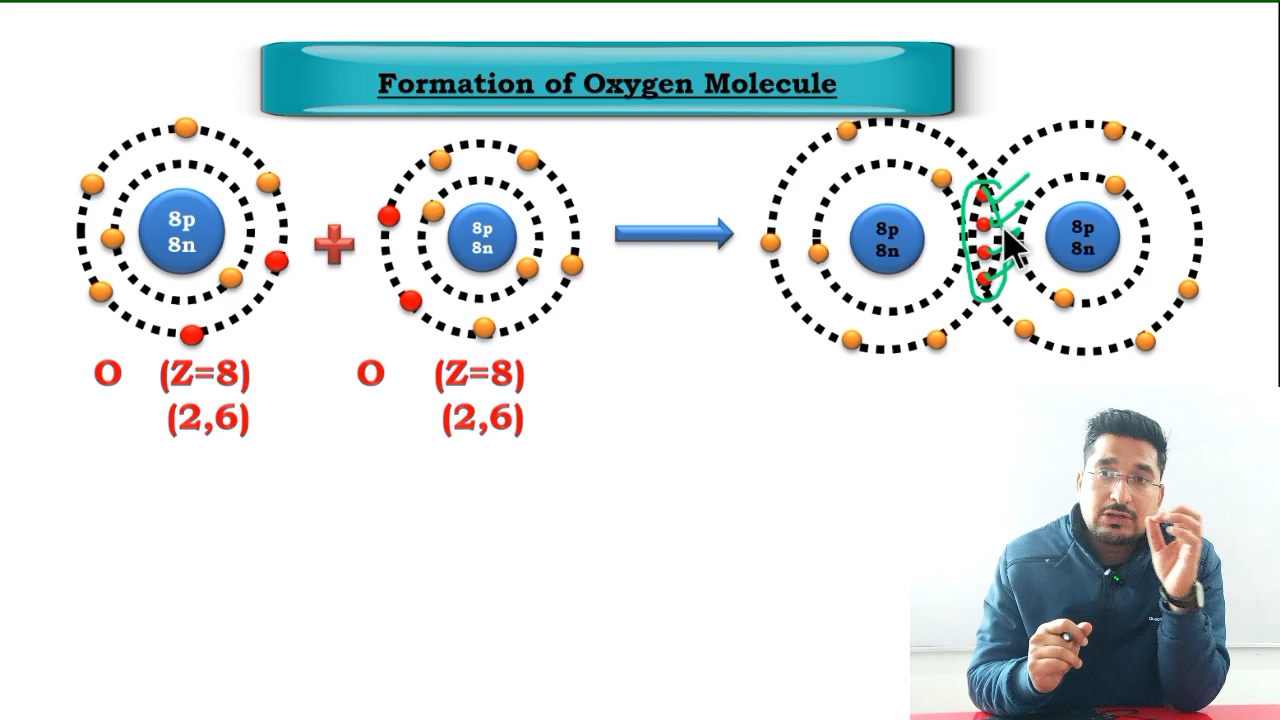 Formation of Oxygen Molecule
8p
8n
8p
8n
8p
8n
8p
8n
O (Z=8)
(2,6)
O (Z=8)
(2,6)